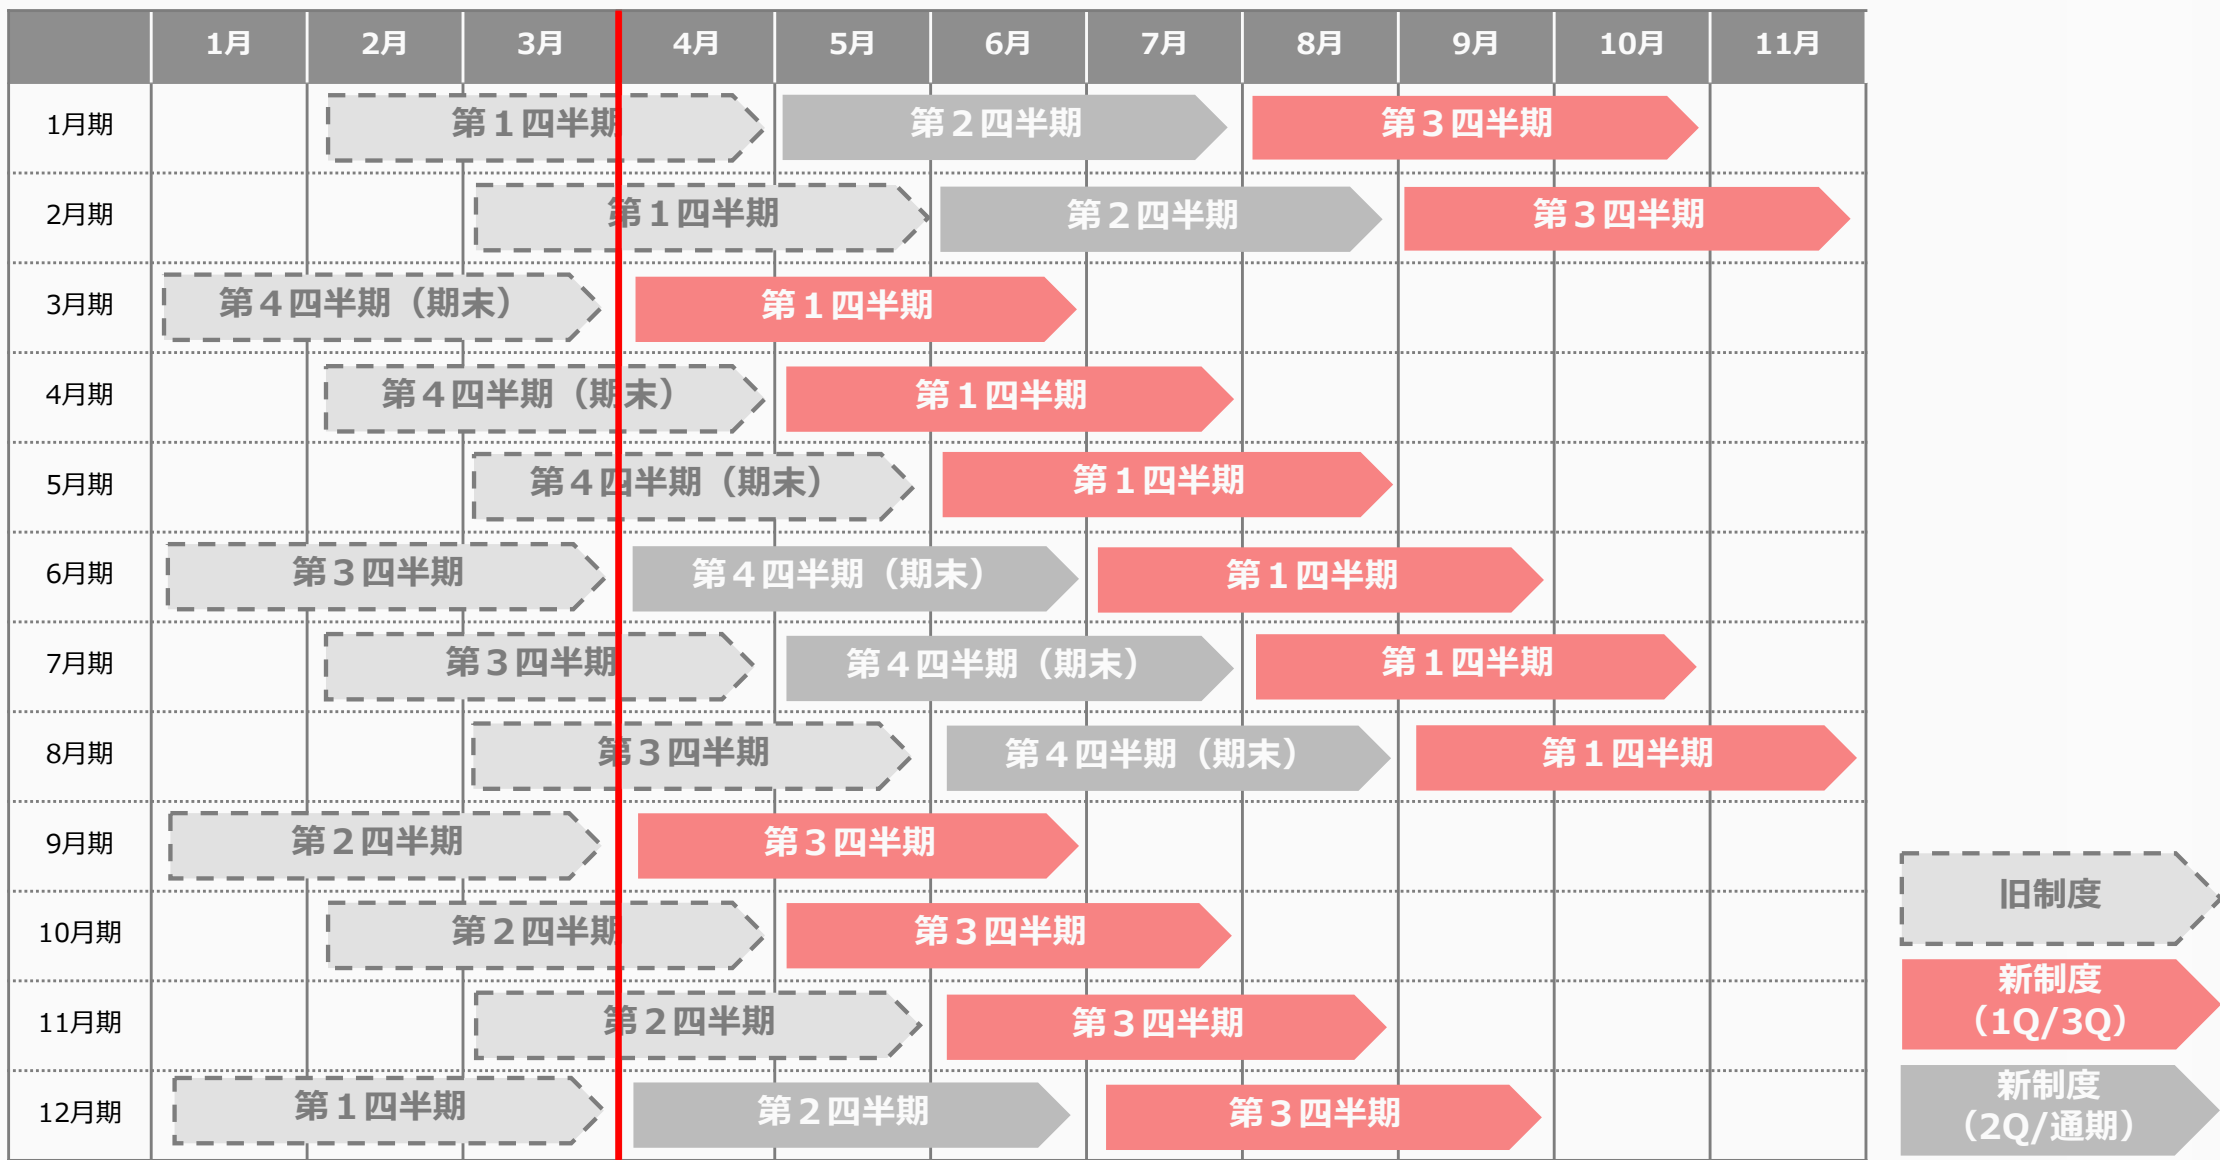 1月 2月 3月 4月 5月 6月 7月 8月 9月 10月 11月
1月期 第１四半期 第２四半期 第３四半期
2月期 第１四半期 第２四半期 第３四半期
3月期 第４四半期（期末） 第１四半期
4月期 第４四半期（期末） 第１四半期
5月期 第４四半期（期末） 第１四半期
6月期 第３四半期 第４四半期（期末） 第１四半期
7月期 第３四半期 第４四半期（期末） 第１四半期
8月期 第３四半期 第４四半期（期末） 第１四半期
9月期 第２四半期 第３四半期
10月期 第２四半期 第３四半期
11月期 第２四半期 第３四半期
12月期 第１四半期 第２四半期 第３四半期
旧制度
新制度
（1Q/3Q）
新制度
（2Q/通期）